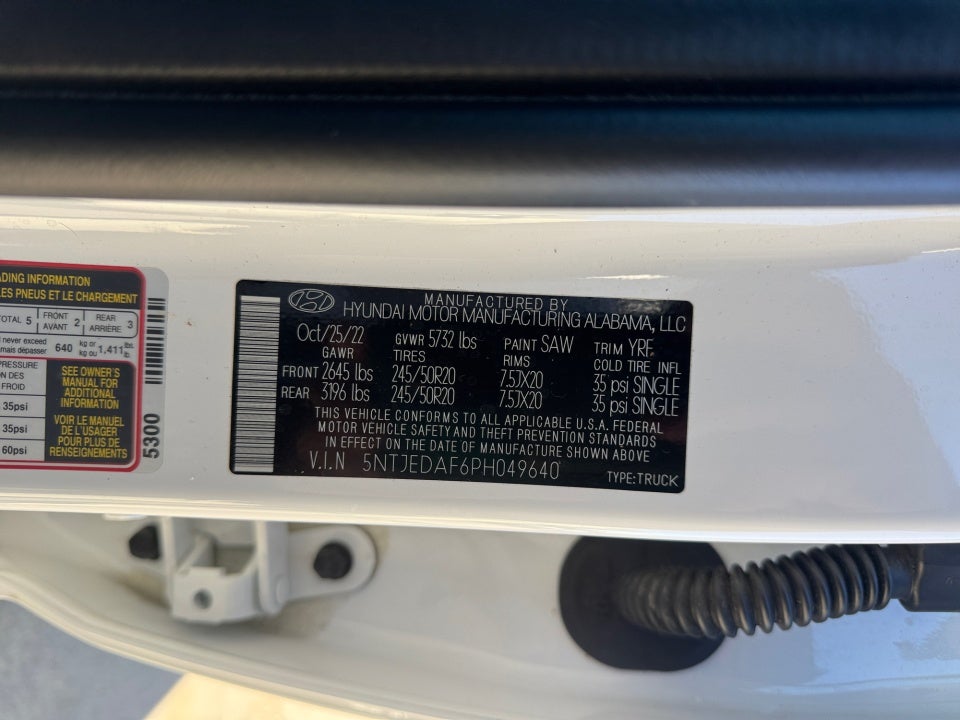 ADING INFORMATION
LES PNEUS ET LE CHARGEMENT
TOTAL 5 FRONT AVANT 2 REAR ARRIÈRE 3
never exceed
mais dépasser 640 kg or kg ou 1,411 lbs. lb.
PRESSURE
ON DES
FROID
35psi
35psi
60psi
SEE OWNER'S
MANUAL FOR
ADDITIONAL
INFORMATION
VOIR LE MANUEL
DE L'USAGER
POUR PLUS DE
RENSEIGNEMENTS
5300
MANUFACTURED BY
HYUNDAI MOTOR MANUFACTURING ALABAMA, LLC
Oct/25/22 GVWR 5732 lbs PAINT SAW TRIM YRF
GAWR TIRES RIMS COLD TIRE INFL
FRONT 2645 lbs 245/50R20 7.5JX20 35 psi SINGLE
REAR 3196 lbs 245/50R20 7.5JX20 35 psi SINGLE
THIS VEHICLE CONFORMS TO ALL APPLICABLE U.S.A. FEDERAL
MOTOR VEHICLE SAFETY AND THEFT PREVENTION STANDARDS
IN EFFECT ON THE DATE OF MANUFACTURE SHOWN ABOVE
V.I.N 5NTJEDAF6PH049640 TYPE:TRUCK